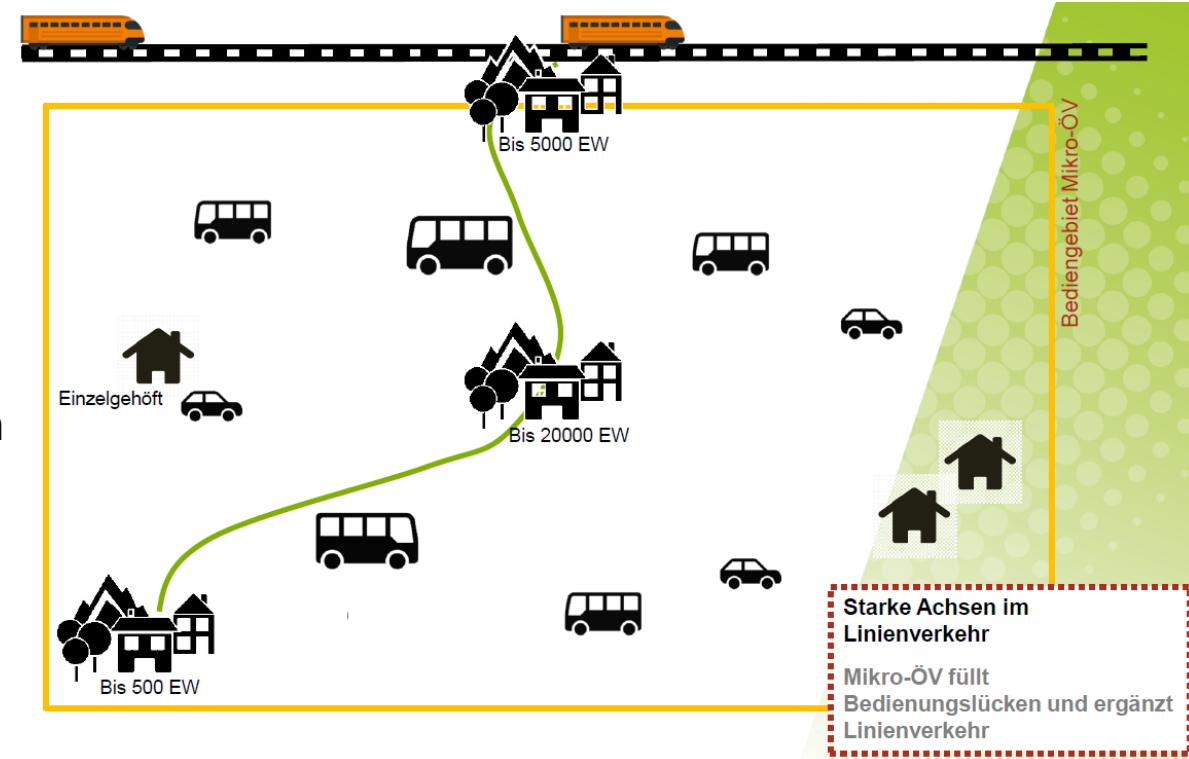 Bis 5000 EW
Bediengebiet Mikro-ÖV
Einzelgehöft
Bis 20000 EW
Bis 500 EW
Starke Achsen im
Linienverkehr
Mikro-ÖV füllt
Bedienungslücken und ergänzt
Linienverkehr